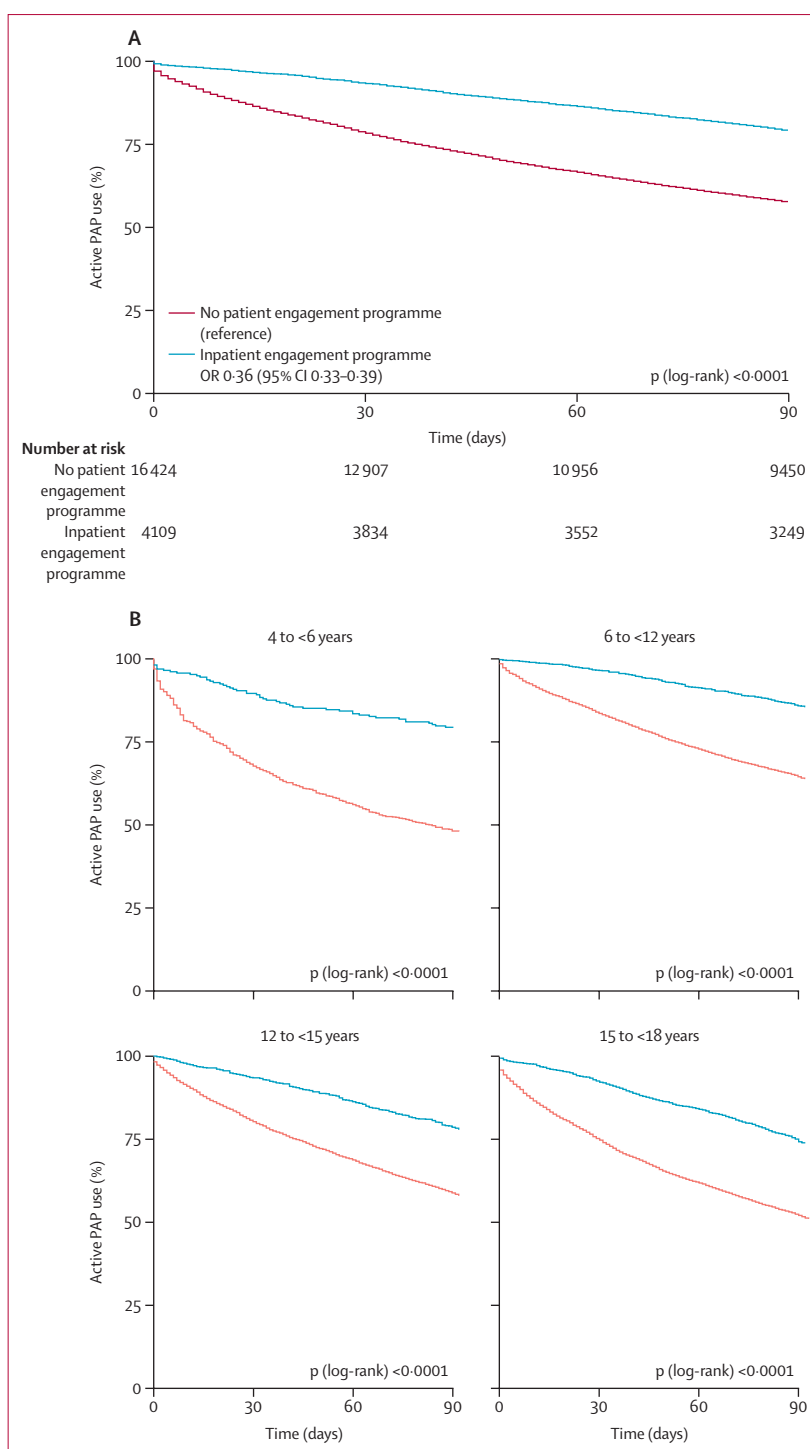 A
100
75
50
25
0
Active PAP use (%)
No patient engagement programme
(reference)
Inpatient engagement programme
OR 0·36 (95% CI 0·33–0·39)
p (log-rank) <0·0001
0
30
60
90
Time (days)
Number at risk
No patient 16 424 12 907 10 956 9450
engagement
programme
Inpatient 4109 3834 3552 3249
engagement
programme
B
4 to <6 years
6 to <12 years
100
75
50
25
0
Active PAP use (%)
p (log-rank) <0·0001
p (log-rank) <0·0001
12 to <15 years
15 to <18 years
100
75
50
25
0
Active PAP use (%)
p (log-rank) <0·0001
p (log-rank) <0·0001
0
30
60
90
0
30
60
90
Time (days)
Time (days)